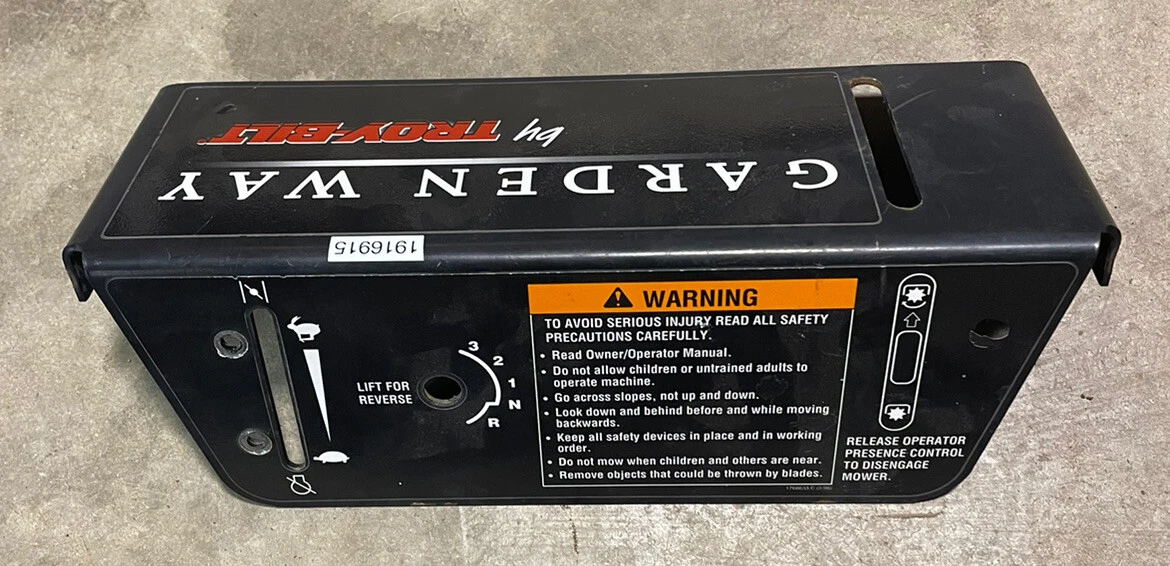 GARDEN WAY
by TROY-BILT
1916915
WARNING
TO AVOID SERIOUS INJURY READ ALL SAFETY
PRECAUTIONS CAREFULLY.
• Read Owner/Operator Manual.
• Do not allow children or untrained adults to
operate machine.
• Go across slopes, not up and down.
• Look down and behind before and while moving
backwards.
• Keep all safety devices in place and in working
order.
• Do not mow when children and others are near.
• Remove objects that could be thrown by blades.
LIFT FOR
REVERSE
3
2
1
N
R
RELEASE OPERATOR
PRESENCE CONTROL
TO DISENGAGE
MOWER.